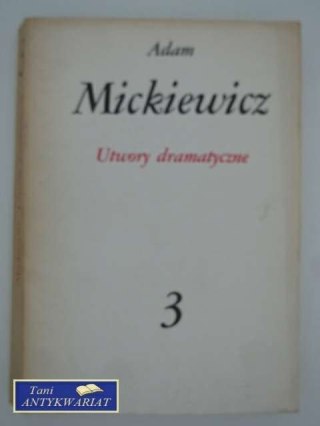 Adam
Mickiewicz
Utwory dramatyczne
3
Tani
ANTYKWARIAT